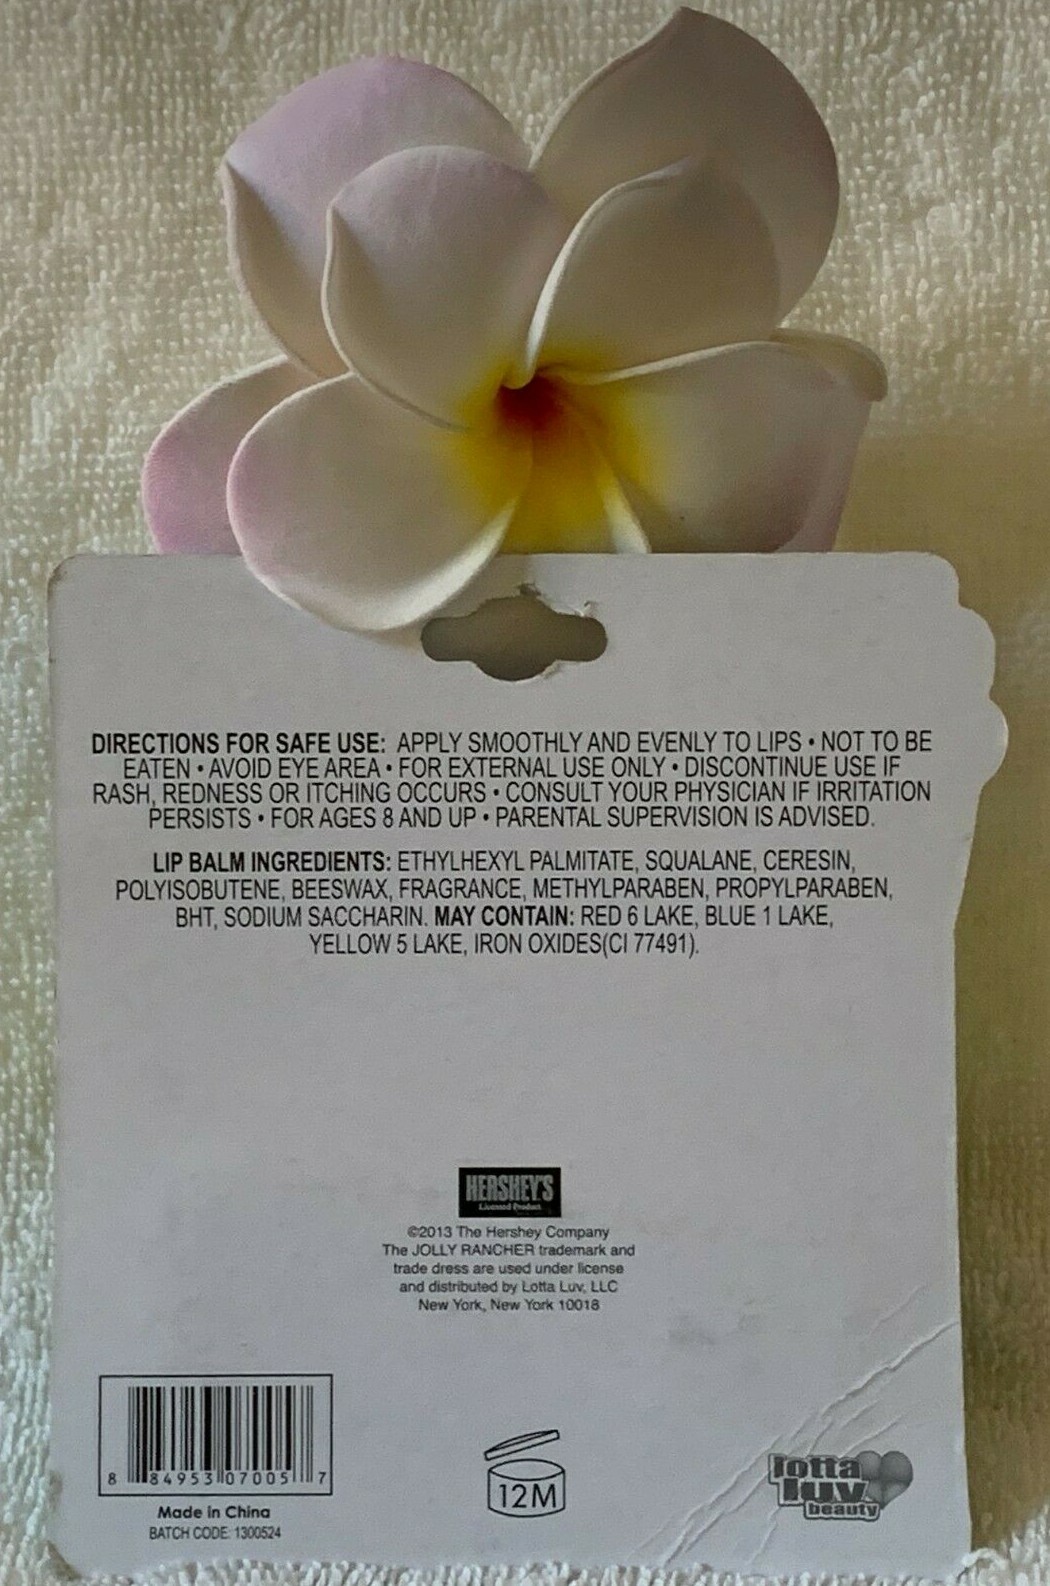 DIRECTIONS FOR SAFE USE: APPLY SMOOTHLY AND EVENLY TO LIPS • NOT TO BE
EATEN • AVOID EYE AREA • FOR EXTERNAL USE ONLY • DISCONTINUE USE IF
RASH, REDNESS OR ITCHING OCCURS • CONSULT YOUR PHYSICIAN IF IRRITATION
PERSISTS • FOR AGES 8 AND UP • PARENTAL SUPERVISION IS ADVISED.
LIP BALM INGREDIENTS: ETHYLHEXYL PALMITATE, SQUALANE, CERESIN,
POLYISOBUTENE, BEESWAX, FRAGRANCE, METHYLPARABEN, PROPYLPARABEN,
BHT, SODIUM SACCHARIN. MAY CONTAIN: RED 6 LAKE, BLUE 1 LAKE,
YELLOW 5 LAKE, IRON OXIDES(CI 77491).
HERSHEY'S
Licensed Product
©2013 The Hershey Company
The JOLLY RANCHER trademark and
trade dress are used under license
and distributed by Lotta Luv, LLC
New York, New York 10018
8 84953 07005 7
Made in China
BATCH CODE: 1300524
12M
lotta
luv
beauty